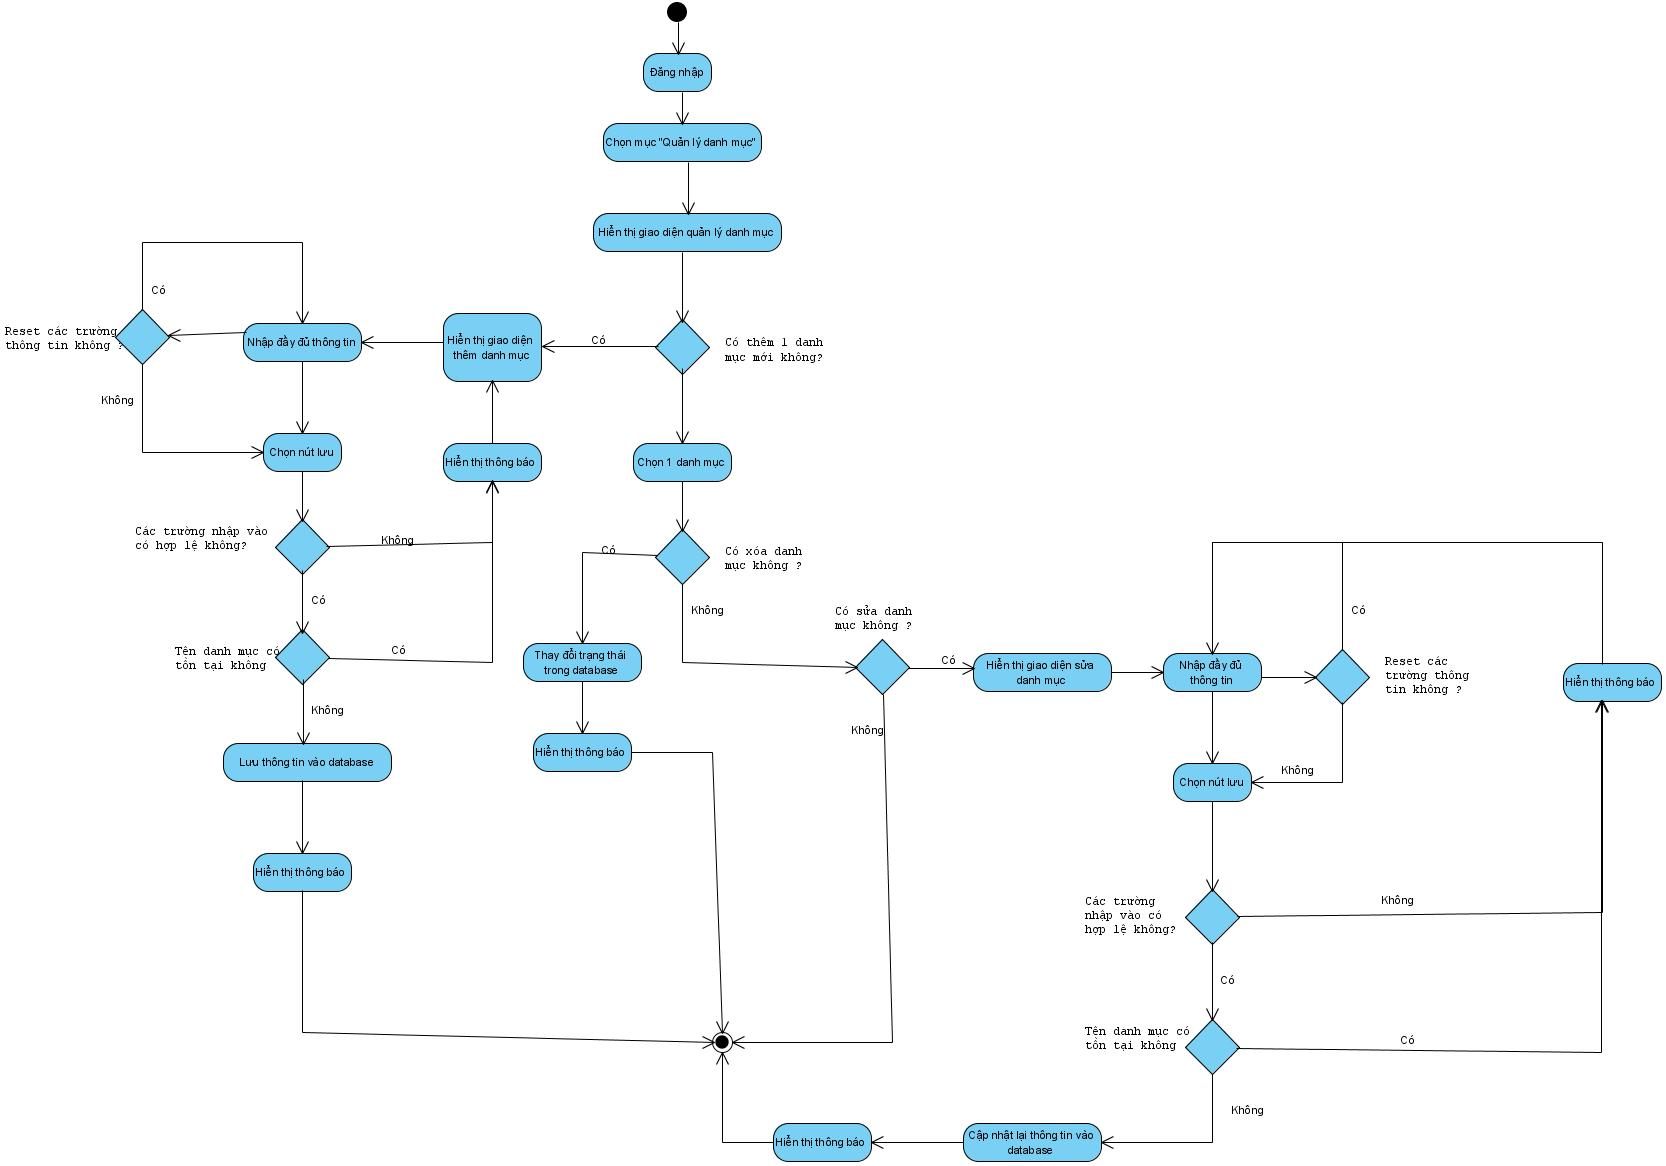 Đăng nhập
Chọn mục "Quản lý danh mục"
Hiển thị giao diện quản lý danh mục
Có
Reset các trường
thông tin không ?
Nhập đầy đủ thông tin
Hiển thị giao diện
thêm danh mục
Có
Có thêm 1 danh
mục mới không?
Không
Chọn nút lưu
Hiển thị thông báo
Chọn 1 danh mục
Các trường nhập vào
có hợp lệ không?
Không
Có
Có xóa danh
mục không ?
Có
Không
Có sửa danh
mục không ?
Có
Tên danh mục có
tồn tại không
Có
Thay đổi trạng thái
trong database
Có
Hiển thị giao diện sửa
danh mục
Nhập đầy đủ
thông tin
Reset các
trường thông
tin không ?
Hiển thị thông báo
Không
Không
Lưu thông tin vào database
Hiển thị thông báo
Không
Chọn nút lưu
Hiển thị thông báo
Các trường
nhập vào có
hợp lệ không?
Không
Có
Tên danh mục có
tồn tại không
Có
Không
Hiển thị thông báo
Cập nhật lại thông tin vào
database